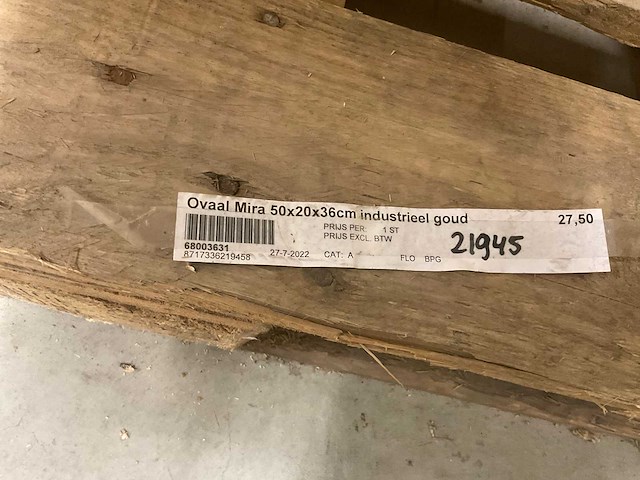 Ovaal Mira 50x20x36cm industrieel goud 27,50
PRIJS PER: 1 ST
PRIJS EXCL. BTW
68003631
8717336219458 27-7-2022 CAT: A FLO BPG
21945